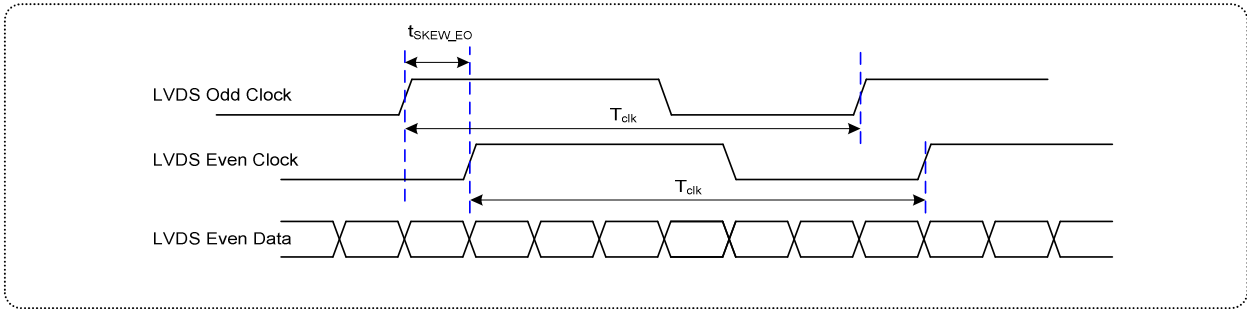 tSKEW_EO
LVDS Odd Clock
Tclk
LVDS Even Clock
Tclk
LVDS Even Data